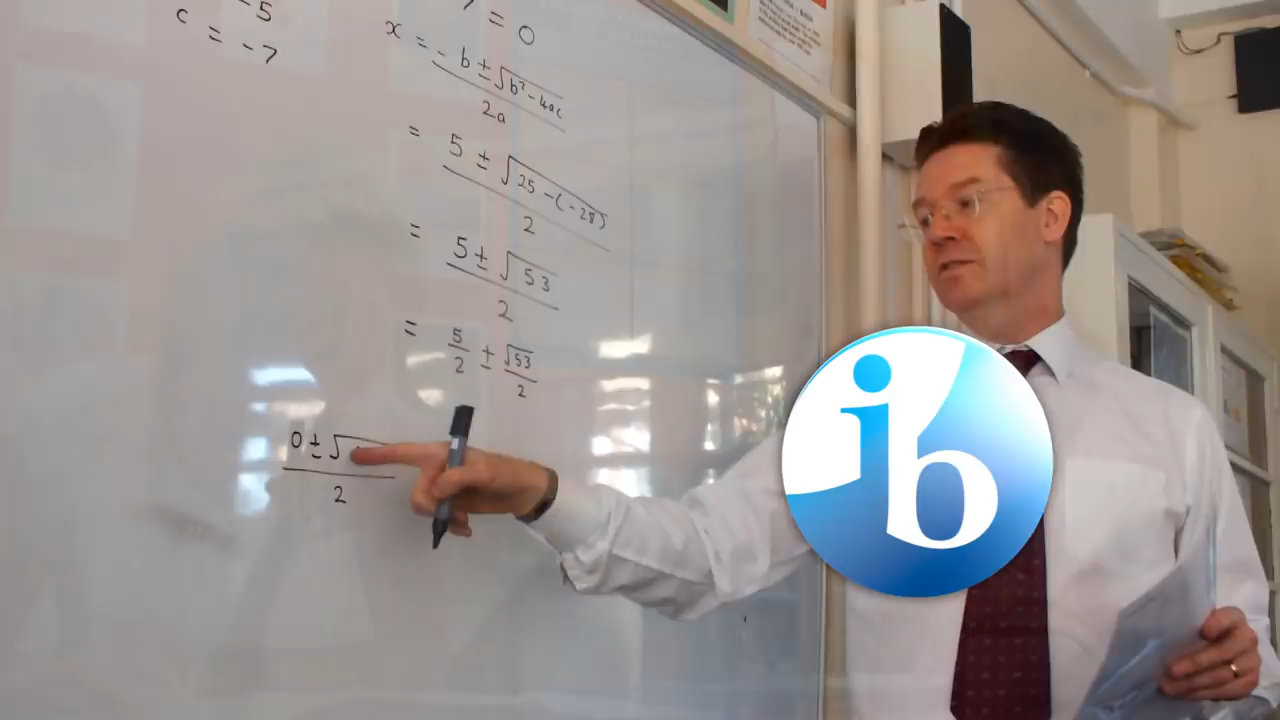 -5
c = -7
7 = 0
x = -b ± √b² - 4ac
2a
= 5 ± √25 - (-28)
2
= 5 ± √53
2
= 5/2 ± √53/2
0 ± √
2
ib